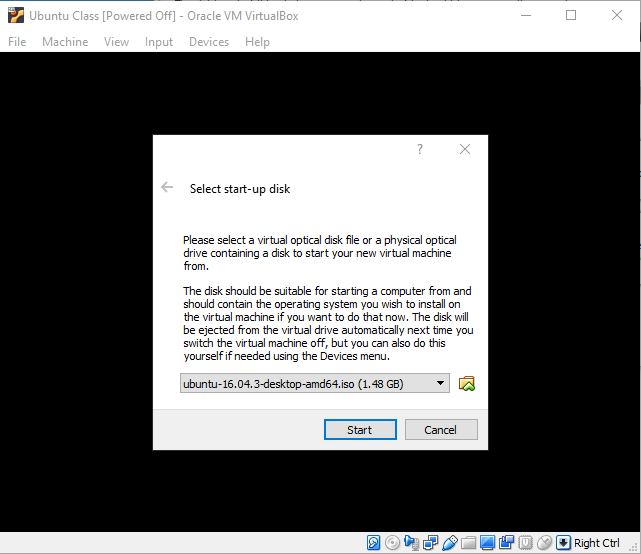 Ubuntu Class [Powered Off] - Oracle VM VirtualBox
File Machine View Input Devices Help
?
Select start-up disk
Please select a virtual optical disk file or a physical optical
drive containing a disk to start your new virtual machine
from.
The disk should be suitable for starting a computer from and
should contain the operating system you wish to install on
the virtual machine if you want to do that now. The disk will
be ejected from the virtual drive automatically next time you
switch the virtual machine off, but you can also do this
yourself if needed using the Devices menu.
ubuntu-16.04.3-desktop-amd64.iso (1.48 GB)
Start Cancel
Right Ctrl